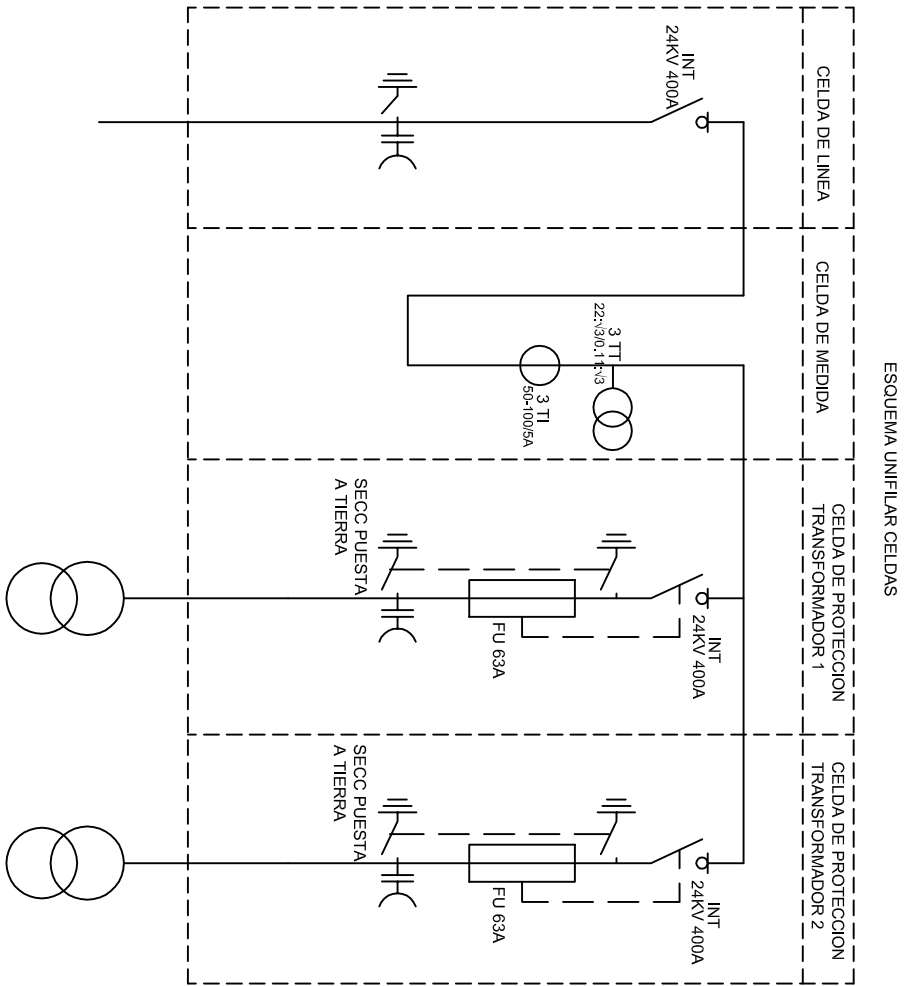 ESQUEMA UNIFILAR CELDAS
CELDA DE LINEA
CELDA DE MEDIDA
CELDA DE PROTECCION
TRANSFORMADOR 1
CELDA DE PROTECCION
TRANSFORMADOR 2
INT
24KV 400A
3 TT
22:√3/0.11:√3
3 TI
50-100/5A
INT
24KV 400A
FU 63A
SECC PUESTA
A TIERRA
INT
24KV 400A
FU 63A
SECC PUESTA
A TIERRA